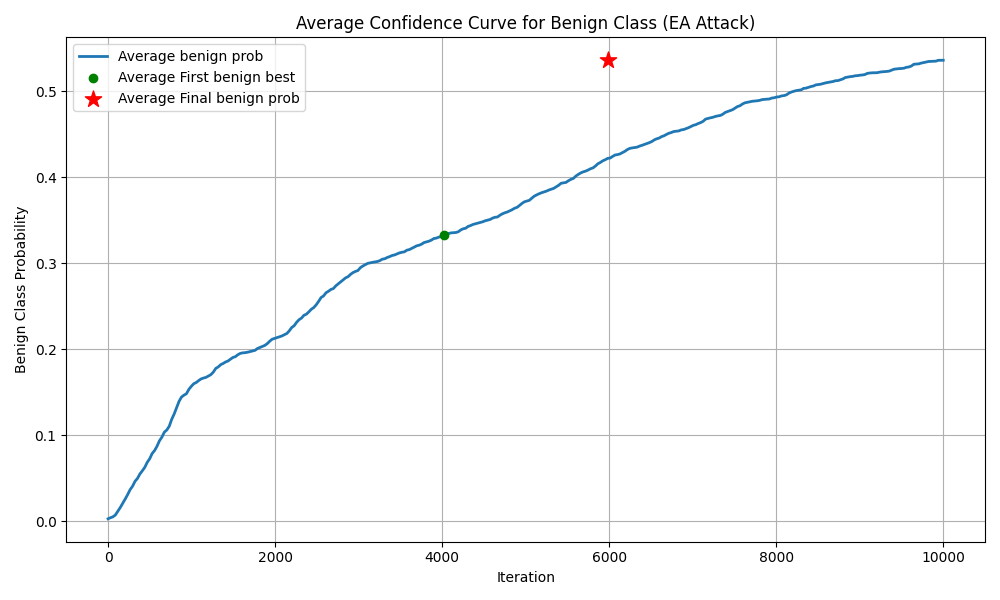 Average Confidence Curve for Benign Class (EA Attack)
Average benign prob
Average First benign best
Average Final benign prob
Benign Class Probability
0.5
0.4
0.3
0.2
0.1
0.0
0 2000 4000 6000 8000 10000
Iteration